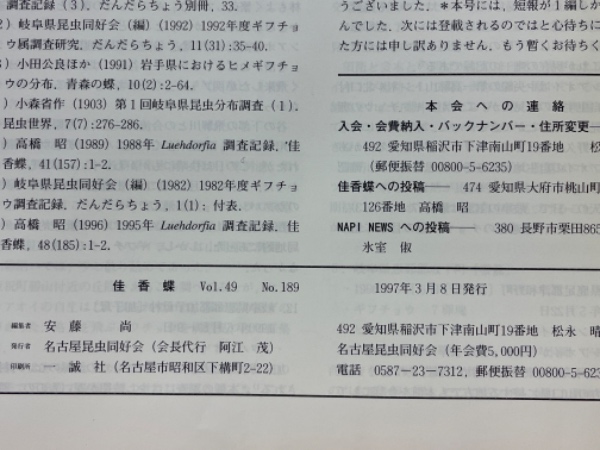 調査記録(3). だんだらちょう別冊, 33.
) 岐阜県昆虫同好会(編)(1992)1992年度ギフチョ
ウ属調査研究. だんだらちょう, 11(31):35-40.
) 小田公良ほか(1991)岩手県におけるヒメギフチョ
ウの分布. 青森の蝶, 10(2):2-64.
) 小森省作(1903)第1回岐阜県昆虫分布調査(1).
昆虫世界, 7(7):276-286.
) 高橋 昭(1989)1988年 Luehdorfia 調査記録. 佳
香蝶, 41(157):1-2.
) 岐阜県昆虫同好会(編)(1982)1982年度ギフチョ
ウ調査記録. だんだらちょう, 1(1):付表.
) 高橋 昭(1996)1995年 Luehdorfia 調査記録. 佳
香蝶, 48(185):1-2.
うございました. *本号には, 短報が1編しか
んでした. 次には登載されるのではと心待ちに
た方には申し訳ありません. もう暫くお待ちく
本会への連絡
入会・会費納入・バックナンバー・住所変更―
492 愛知県稲沢市下津南山町19番地 松
(郵便振替 00800-5-6235)
佳香蝶への投稿―― 474 愛知県大府市桃山町
126番地 高橋 昭
NAPI NEWS への投稿―― 380 長野市栗田865
氷室 俶
佳香蝶 Vol.49 No.189
編集者 安藤 尚
発行者 名古屋昆虫同好会(会長代行 阿江 茂)
印刷所 一誠社(名古屋市昭和区下構町2-22)
1997年3月8日発行
492 愛知県稲沢市下津南山町19番地 松永 晴
名古屋昆虫同好会(年会費5,000円)
電話 0587-23-7312, 郵便振替 00800-5-623